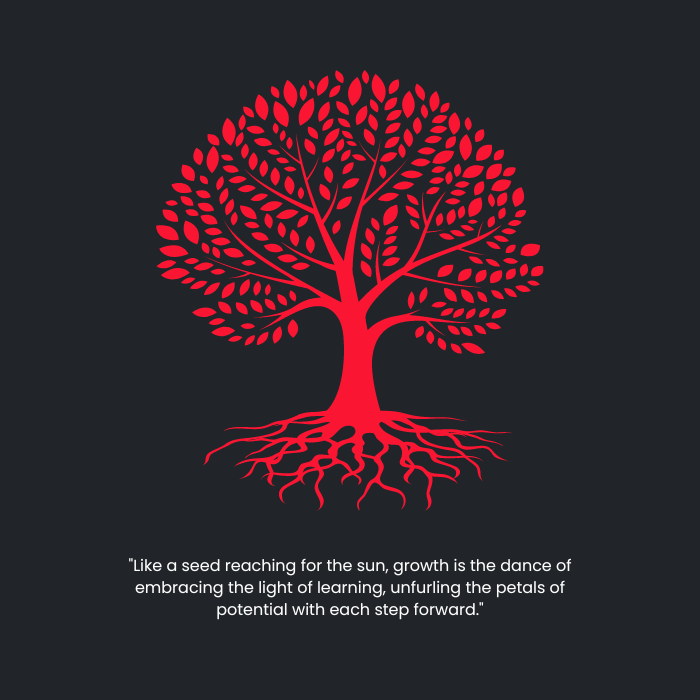 "Like a seed reaching for the sun, growth is the dance of
embracing the light of learning, unfurling the petals of
potential with each step forward."